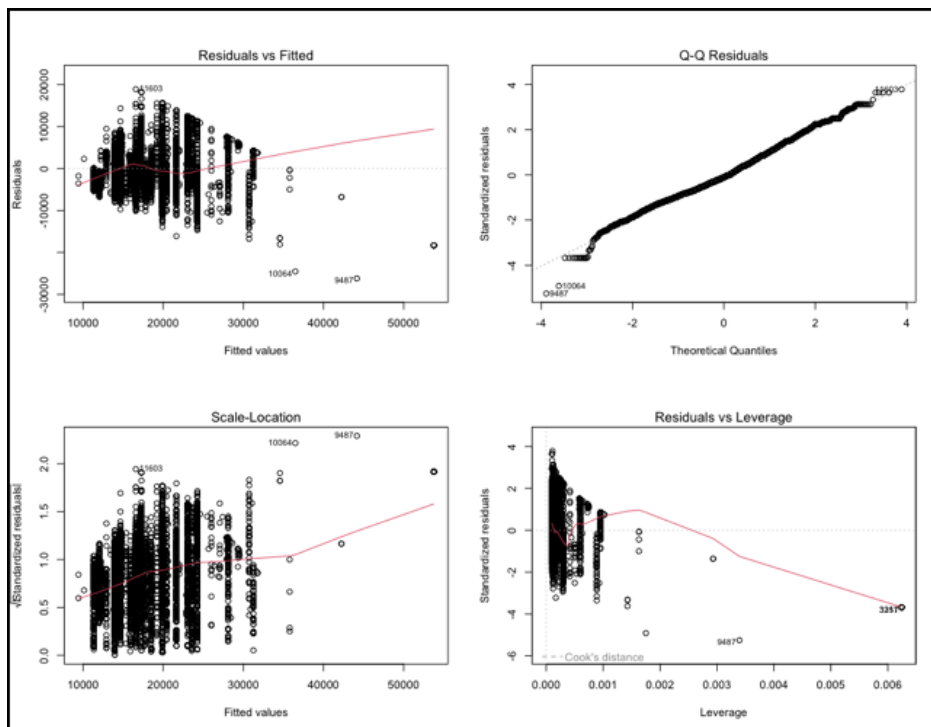 Residuals vs Fitted
Residuals
20000
10000
0
-10000
-30000
11603
10064
9487
10000 20000 30000 40000 50000
Fitted values
Q-Q Residuals
Standardized residuals
4
2
0
-2
-4
11603
10064
9487
-4 -2 0 2 4
Theoretical Quantiles
Scale-Location
√|Standardized residuals|
2.0
1.5
1.0
0.5
0.0
11603
10064
9487
10000 20000 30000 40000 50000
Fitted values
Residuals vs Leverage
Standardized residuals
4
2
0
-2
-4
-6
9487
Cook's distance
0.000 0.001 0.002 0.003 0.004 0.005 0.006
Leverage